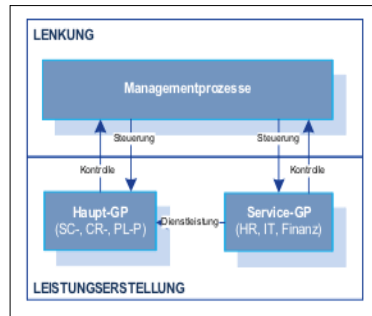 LENKUNG
Managementprozesse
Steuerung
Steuerung
Kontrolle
Kontrolle
Haupt-GP
(SC-, CR-, PL-P)
Dienstleistung
Service-GP
(HR, IT, Finanz)
LEISTUNGSERSTELLUNG